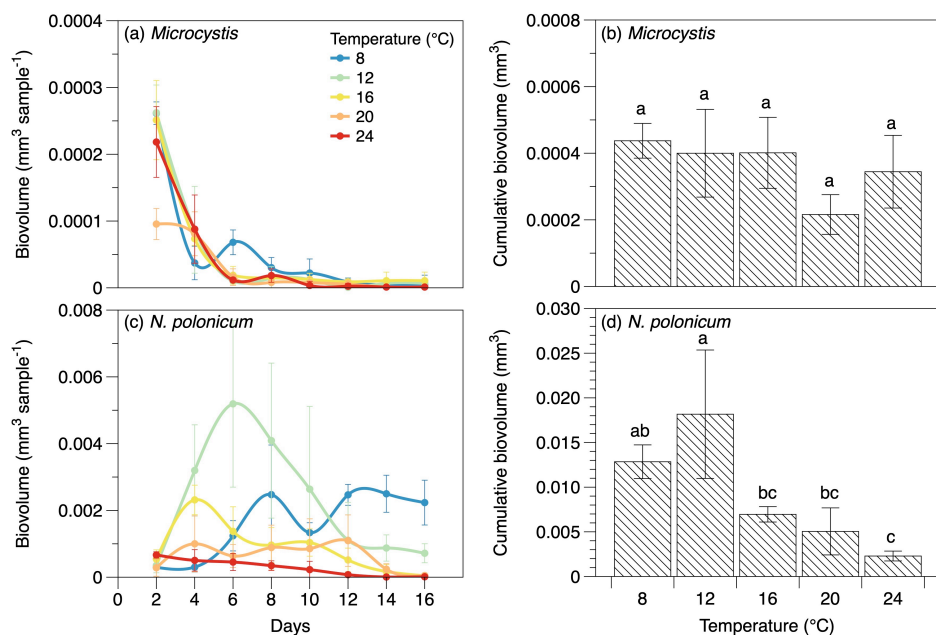 (a) Microcystis
Temperature (°C)
8
12
16
20
24
0.0004
0.0003
0.0002
0.0001
0
Biovolume (mm³ sample⁻¹)
(b) Microcystis
0.0008
0.0006
0.0004
0.0002
0
Cumulative biovolume (mm³)
a
a
a
a
a
(c) N. polonicum
0.008
0.006
0.004
0.002
0
Biovolume (mm³ sample⁻¹)
0 2 4 6 8 10 12 14 16
Days
(d) N. polonicum
0.030
0.025
0.020
0.015
0.010
0.005
0
Cumulative biovolume (mm³)
ab
a
bc
bc
c
8 12 16 20 24
Temperature (°C)